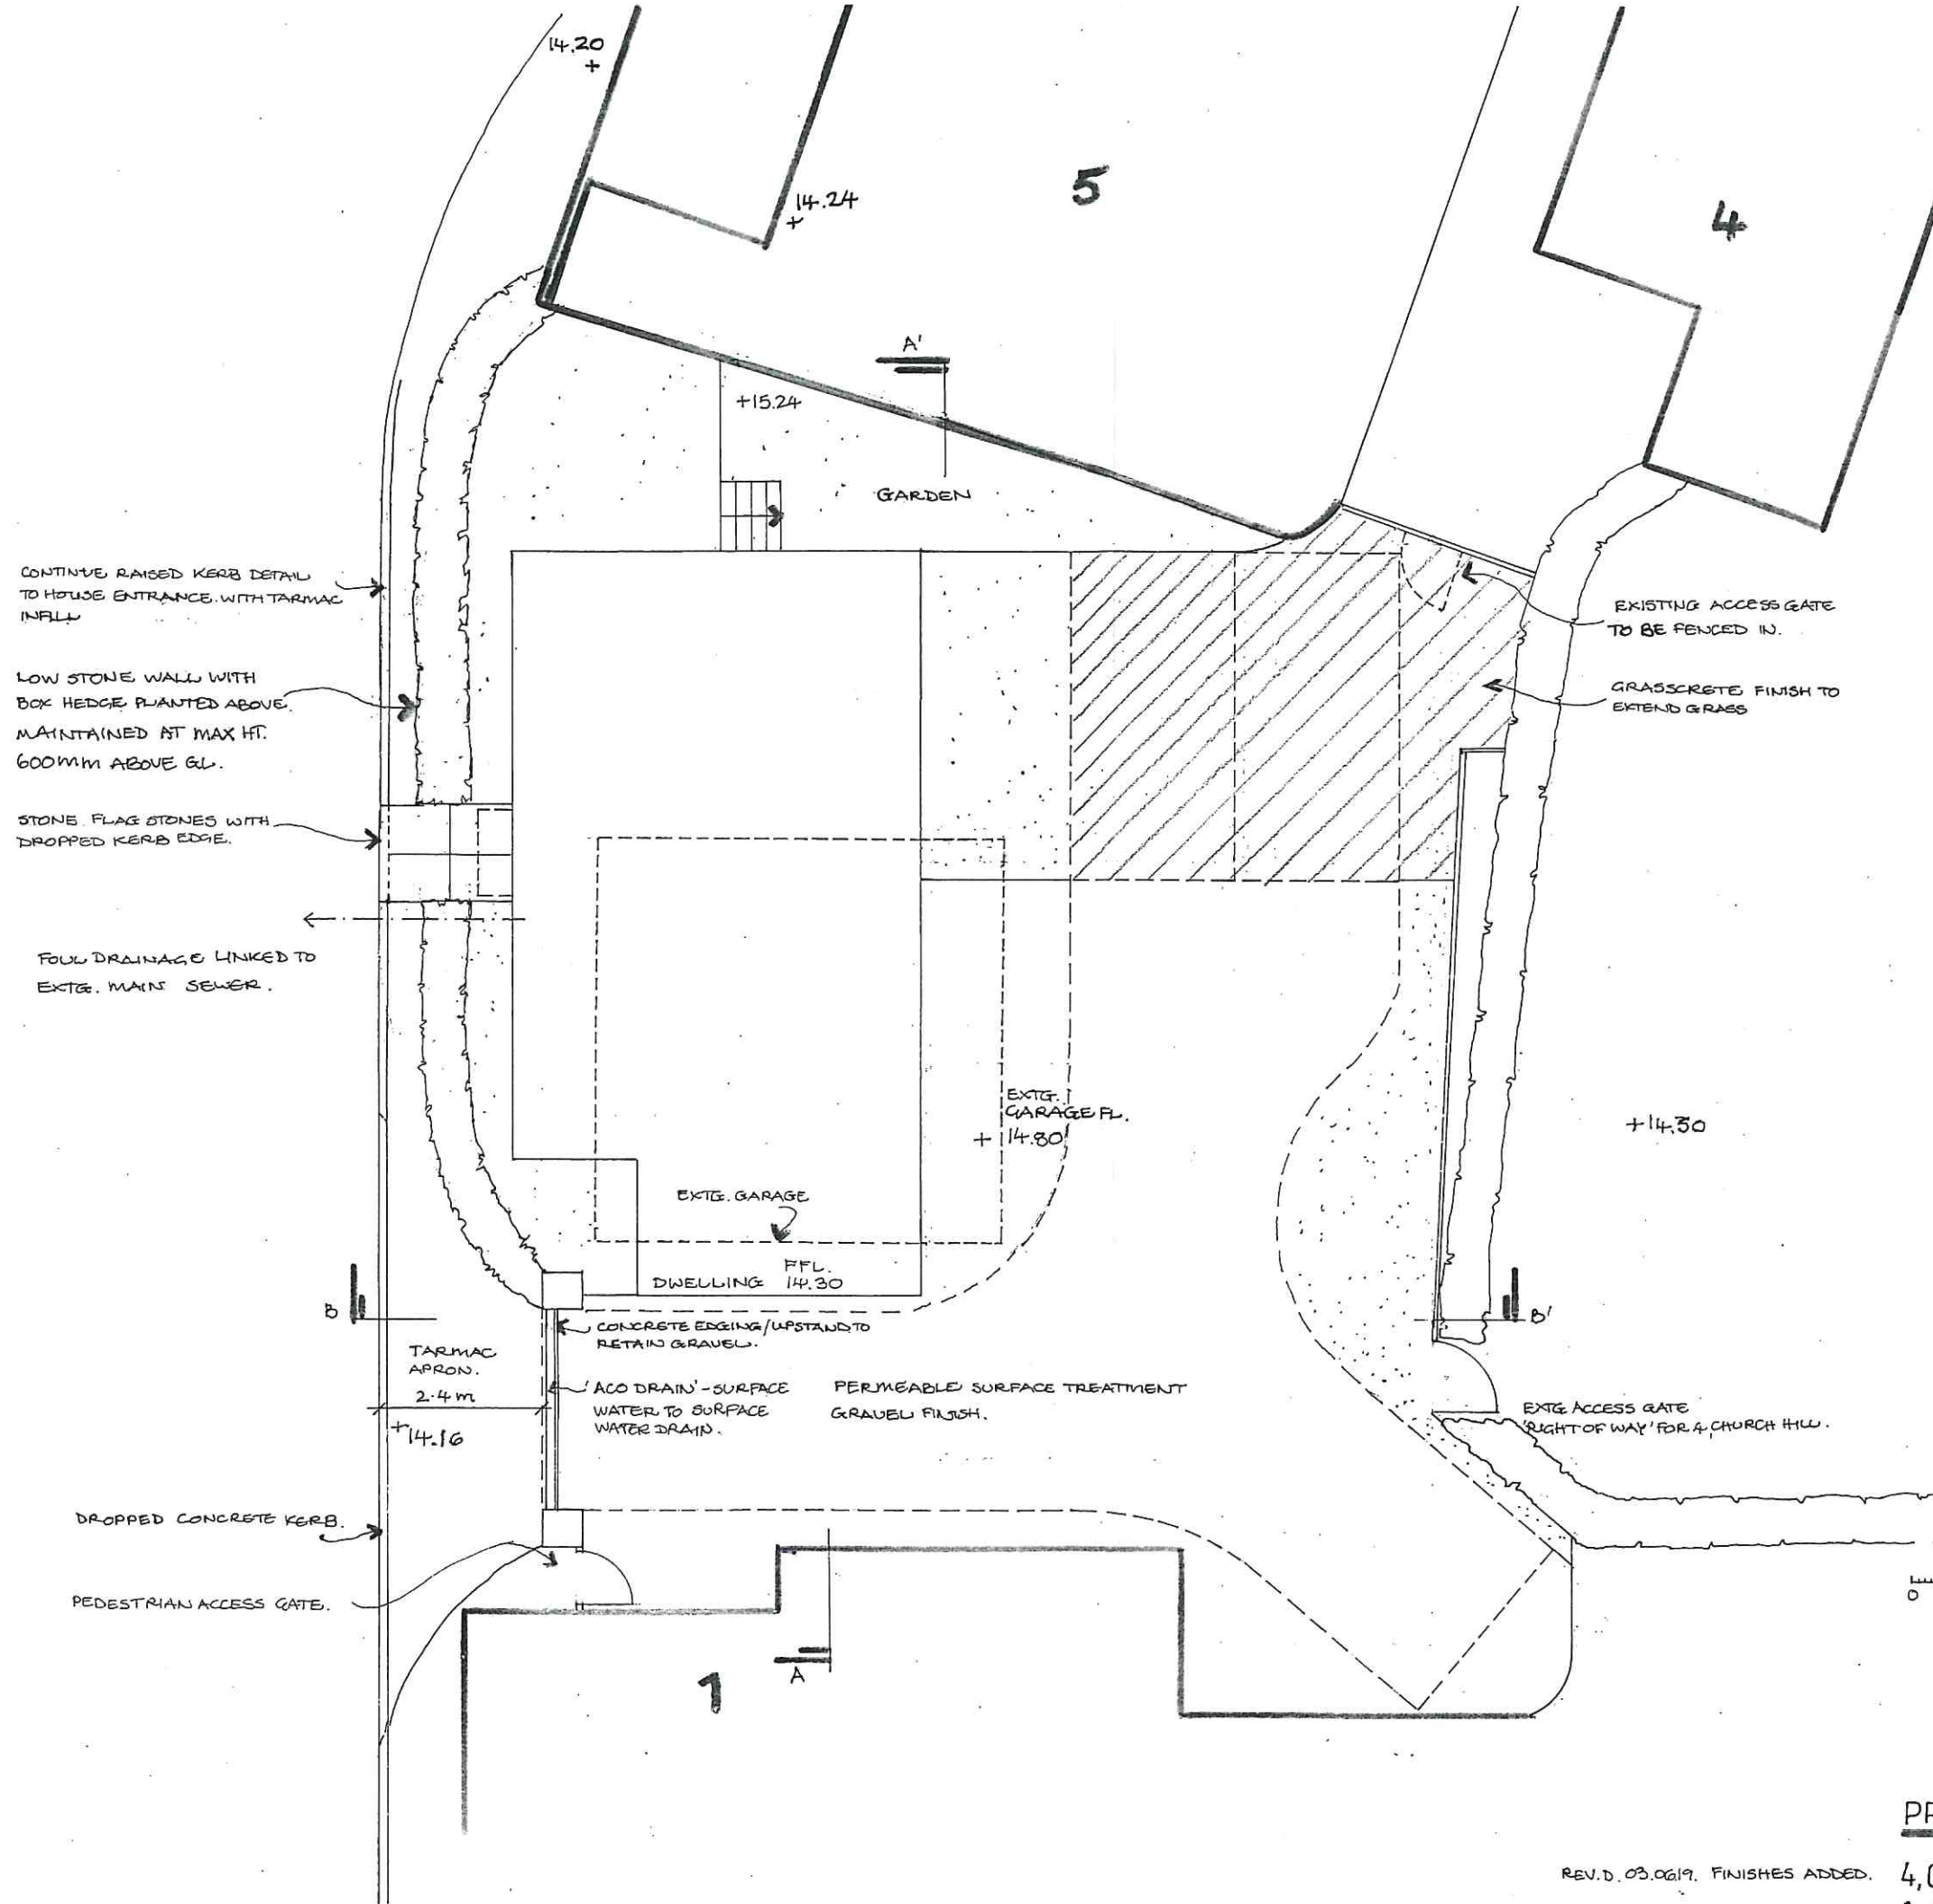 14.20
+
14.24
+
5
4
A'
+15.24
GARDEN
CONTINUE RAISED KERB DETAIL
TO HOUSE ENTRANCE. WITH TARMAC
INFILL
EXISTING ACCESS GATE
TO BE FENCED IN.
LOW STONE WALL WITH
BOX HEDGE PLANTED ABOVE.
MAINTAINED AT MAX HT.
600mm ABOVE GL.
GRASSCRETE FINISH TO
EXTEND GRASS
STONE FLAG STONES WITH
DROPPED KERB EDGE.
FOUL DRAINAGE LINKED TO
EXTG. MAIN SEWER.
EXTG.
GARAGE FL.
+ 14.80
+14.30
EXTG. GARAGE
DWELLING FFL.
14.30
B
B'
CONCRETE EDGING/UPSTAND TO
RETAIN GRAVEL.
TARMAC
APRON.
2.4m
+14.16
'ACO DRAIN' - SURFACE
WATER TO SURFACE
WATER DRAIN.
PERMEABLE SURFACE TREATMENT
GRAVEL FINISH.
EXTG ACCESS GATE
'RIGHT OF WAY' FOR 4, CHURCH HILL.
DROPPED CONCRETE KERB.
PEDESTRIAN ACCESS GATE.
0
A
1
REV.D. 03.0619. FINISHES ADDED.
4,